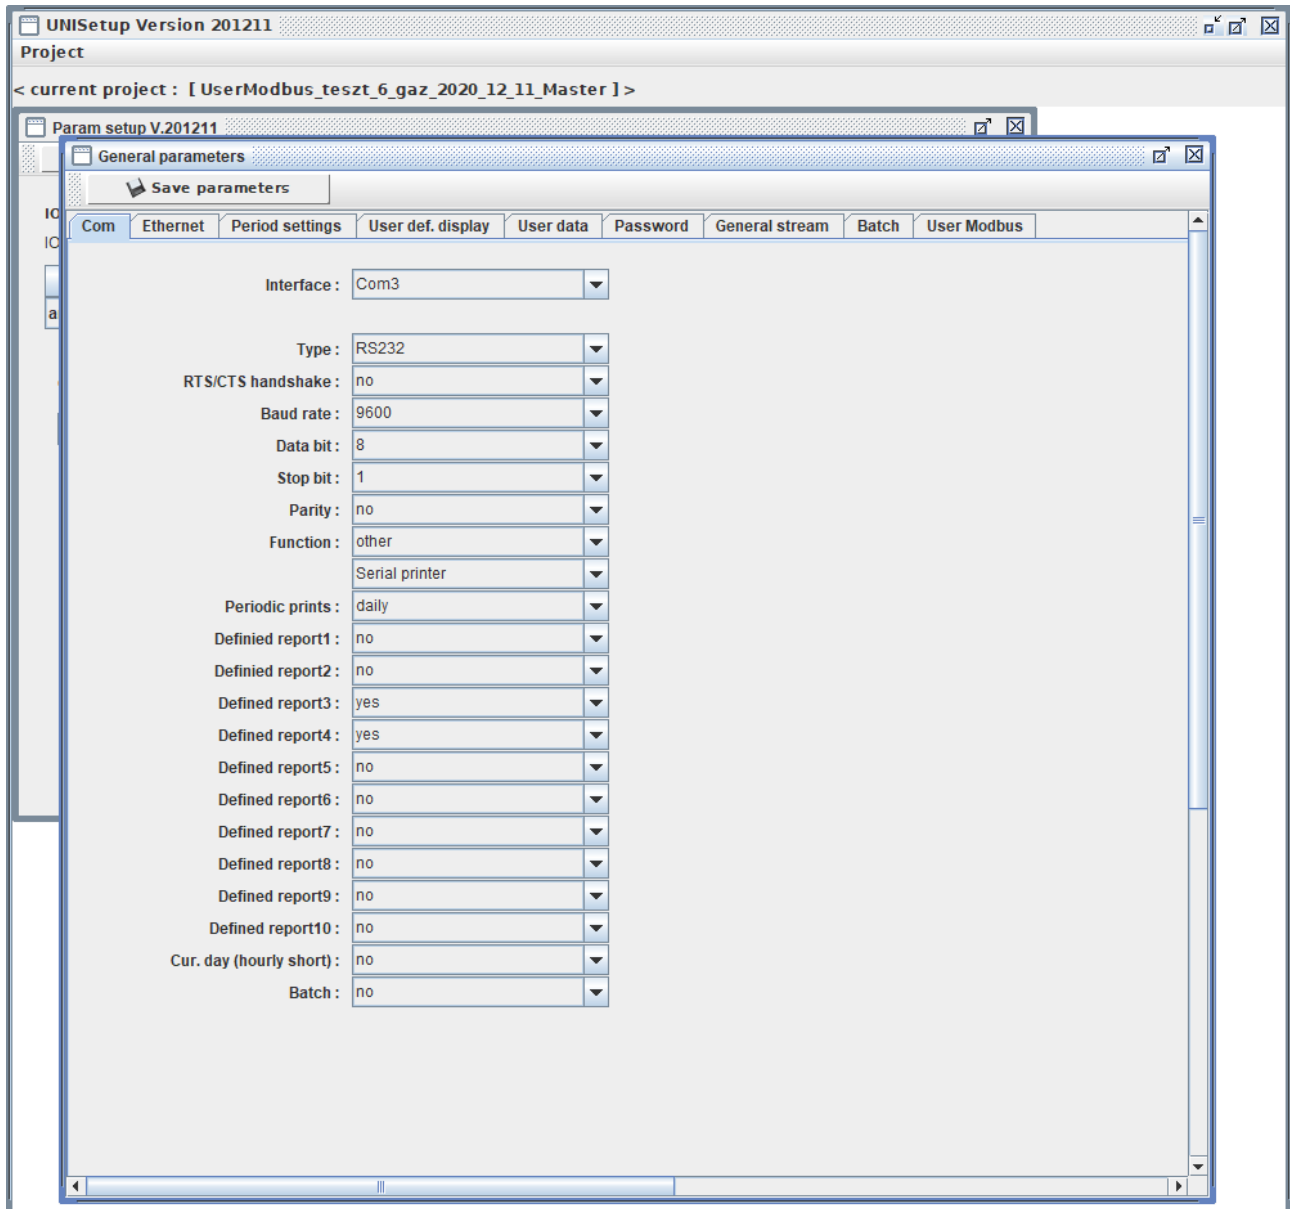 UNISetup Version 201211
Project
< current project : [ UserModbus_teszt_6_gaz_2020_12_11_Master ] >
Param setup V.201211
General parameters
Save parameters
IO
IO
a
Com Ethernet Period settings User def. display User data Password General stream Batch User Modbus
Interface : Com3
Type : RS232
RTS/CTS handshake : no
Baud rate : 9600
Data bit : 8
Stop bit : 1
Parity : no
Function : other
Serial printer
Periodic prints : daily
Definied report1 : no
Definied report2 : no
Defined report3 : yes
Defined report4 : yes
Defined report5 : no
Defined report6 : no
Defined report7 : no
Defined report8 : no
Defined report9 : no
Defined report10 : no
Cur. day (hourly short) : no
Batch : no